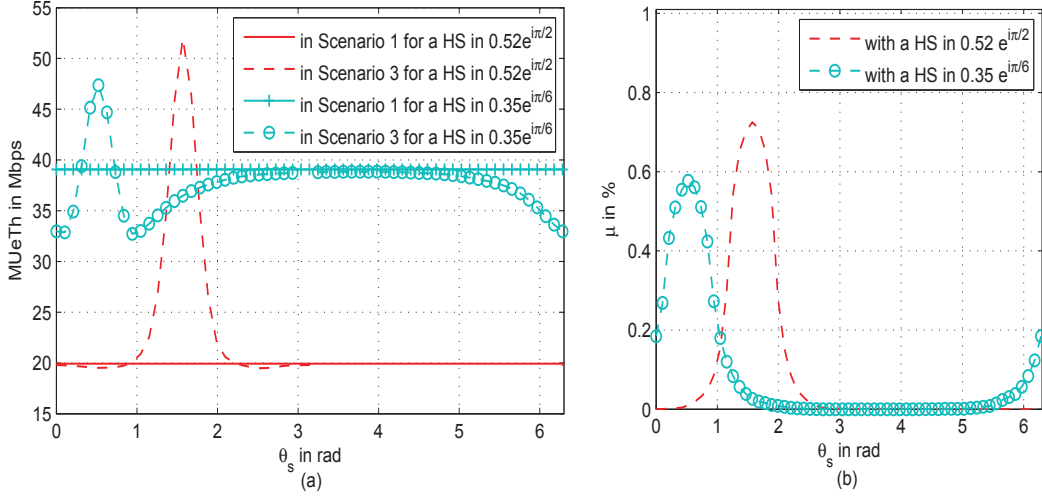 55
50
45
40
35
30
25
20
15
MUeTh in Mbps
in Scenario 1 for a HS in 0.52e^{iπ/2}
in Scenario 3 for a HS in 0.52e^{iπ/2}
in Scenario 1 for a HS in 0.35e^{iπ/6}
in Scenario 3 for a HS in 0.35e^{iπ/6}
0 1 2 3 4 5 6
θ_s in rad
(a)
1
0.8
0.6
0.4
0.2
0
μ in %
with a HS in 0.52 e^{iπ/2}
with a HS in 0.35 e^{iπ/6}
0 1 2 3 4 5 6
θ_s in rad
(b)